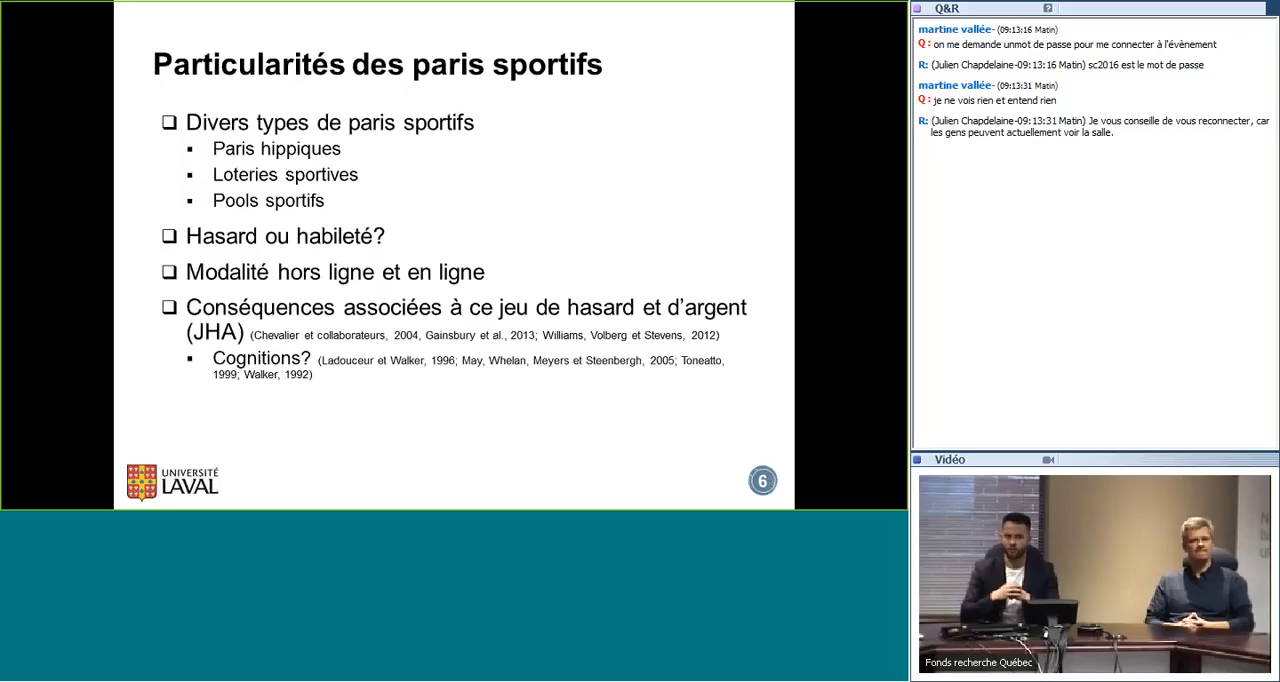 Particularités des paris sportifs
Divers types de paris sportifs
Paris hippiques
Loteries sportives
Pools sportifs
Hasard ou habileté?
Modalité hors ligne et en ligne
Conséquences associées à ce jeu de hasard et d'argent
(JHA) (Chevalier et collaborateurs, 2004, Gainsbury et al., 2013; Williams, Volberg et Stevens, 2012)
Cognitions? (Ladouceur et Walker, 1996; May, Whelan, Meyers et Steenbergh, 2005; Toneatto,
1999; Walker, 1992)
UNIVERSITÉ
LAVAL
6
Q&R
martine vallée- (09:13:16 Matin)
Q : on me demande unmot de passe pour me connecter à l'évènement
R: (Julien Chapdelaine-09:13:16 Matin) sc2016 est le mot de passe
martine vallée- (09:13:31 Matin)
Q : je ne vois rien et entend rien
R: (Julien Chapdelaine-09:13:31 Matin) Je vous conseille de vous reconnecter, car
les gens peuvent actuellement voir la salle.
Vidéo
Fonds recherche Québec